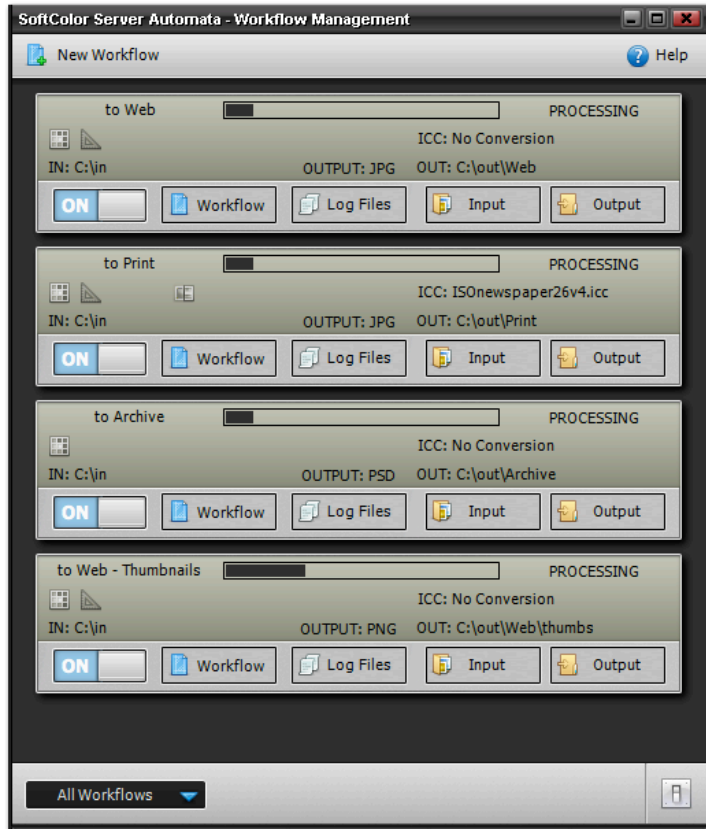 SoftColor Server Automata - Workflow Management
New Workflow Help
to Web PROCESSING
ICC: No Conversion
IN: C:\in OUTPUT: JPG OUT: C:\out\Web
ON Workflow Log Files Input Output
to Print PROCESSING
ICC: ISOnewspaper26v4.icc
IN: C:\in OUTPUT: JPG OUT: C:\out\Print
ON Workflow Log Files Input Output
to Archive PROCESSING
ICC: No Conversion
IN: C:\in OUTPUT: PSD OUT: C:\out\Archive
ON Workflow Log Files Input Output
to Web - Thumbnails PROCESSING
ICC: No Conversion
IN: C:\in OUTPUT: PNG OUT: C:\out\Web\thumbs
ON Workflow Log Files Input Output
All Workflows